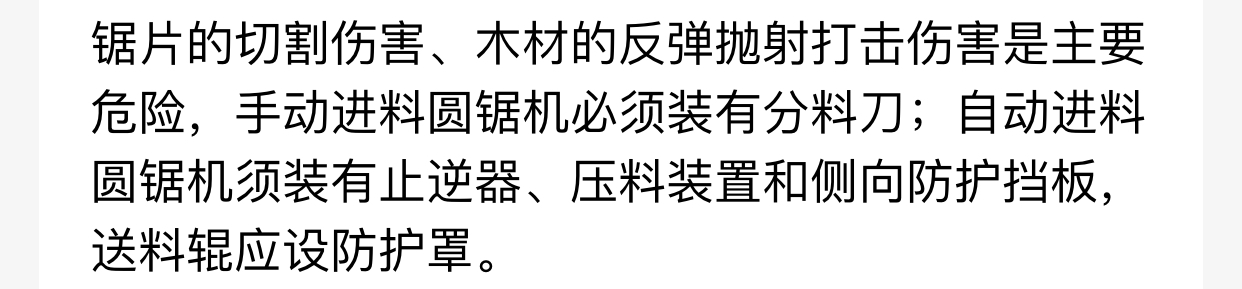 锯片的切割伤害、木材的反弹抛射打击伤害是主要
危险，手动进料圆锯机必须装有分料刀；自动进料
圆锯机须装有止逆器、压料装置和侧向防护挡板，
送料辊应设防护罩。